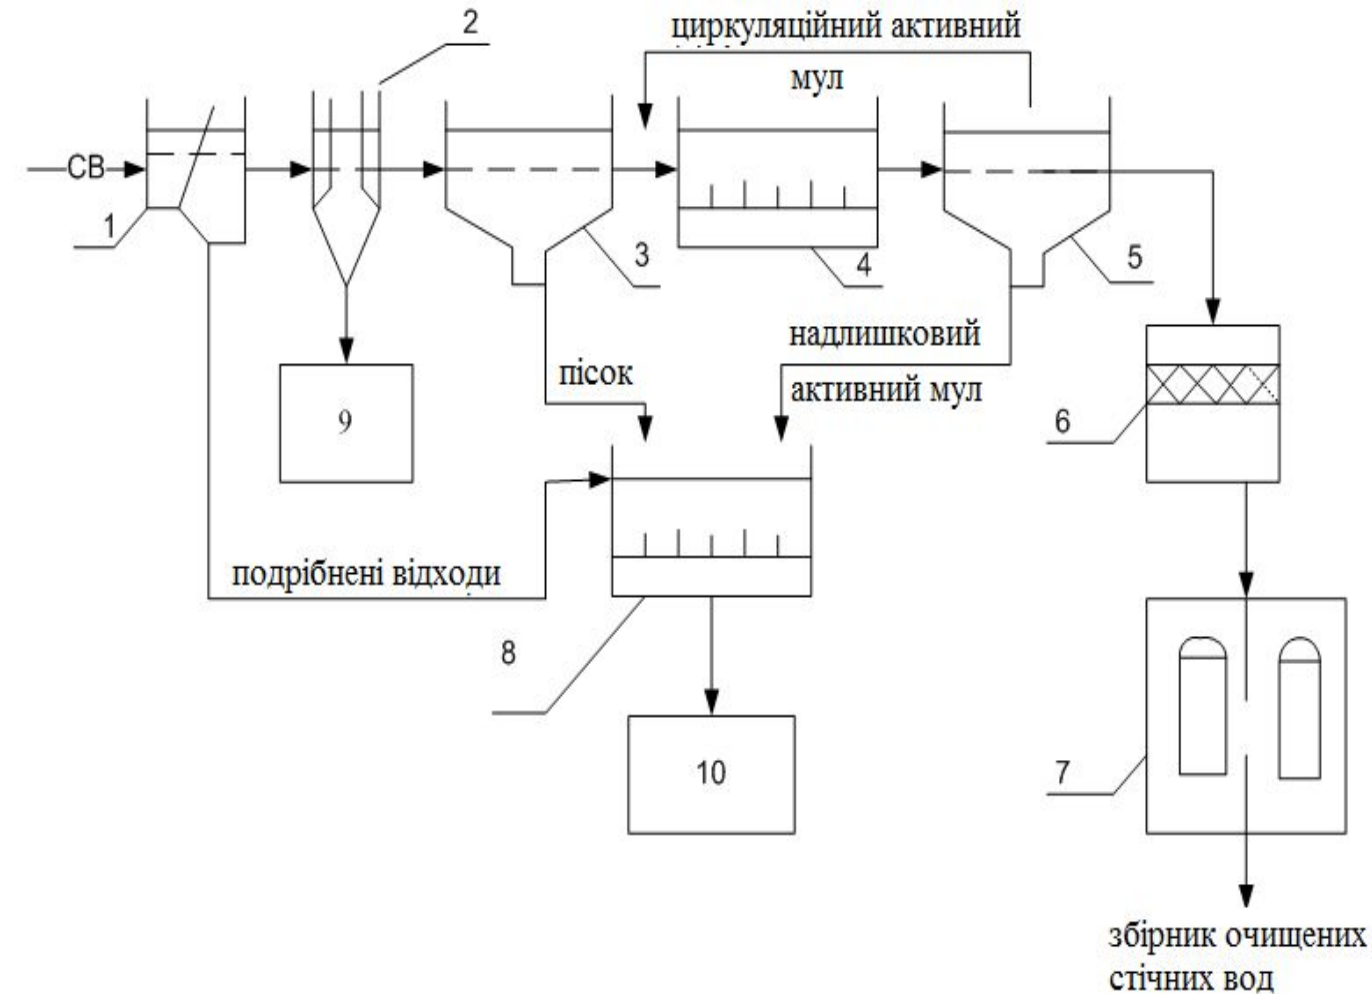 2
циркуляційний активний
мул
СВ
1
3
4
5
надлишковий
активний мул
пісок
9
6
подрібнені відходи
8
10
7
збірник очищених
стічних вод